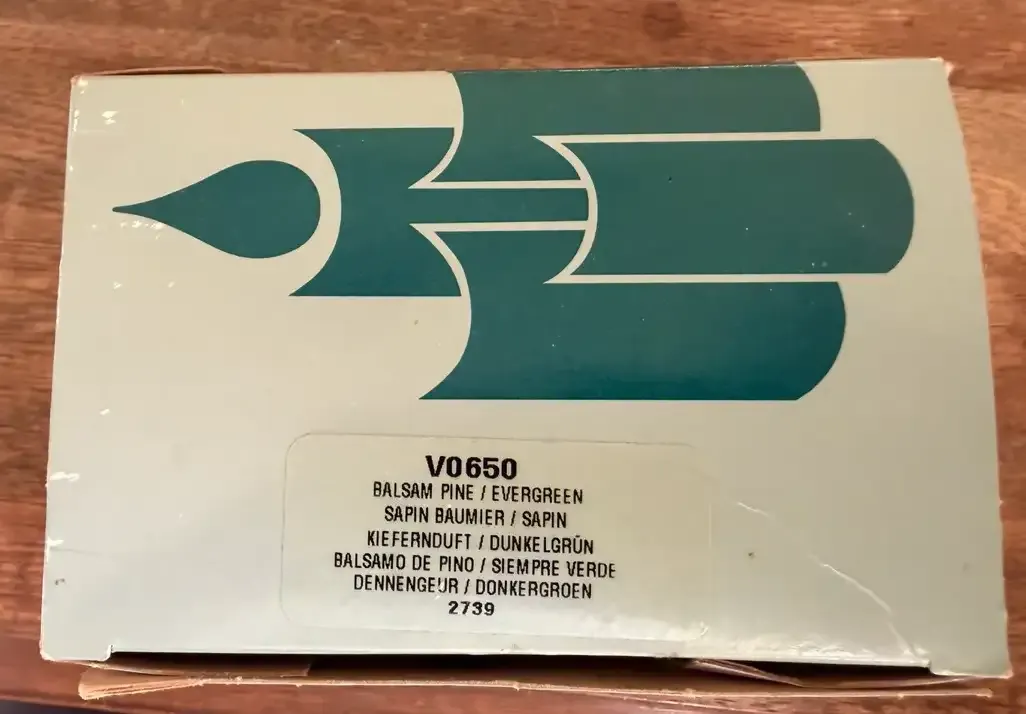 V0650
BALSAM PINE / EVERGREEN
SAPIN BAUMIER / SAPIN
KIEFERNDUFT / DUNKELGRÜN
BALSAMO DE PINO / SIEMPRE VERDE
DENNENGEUR / DONKERGROEN
2739